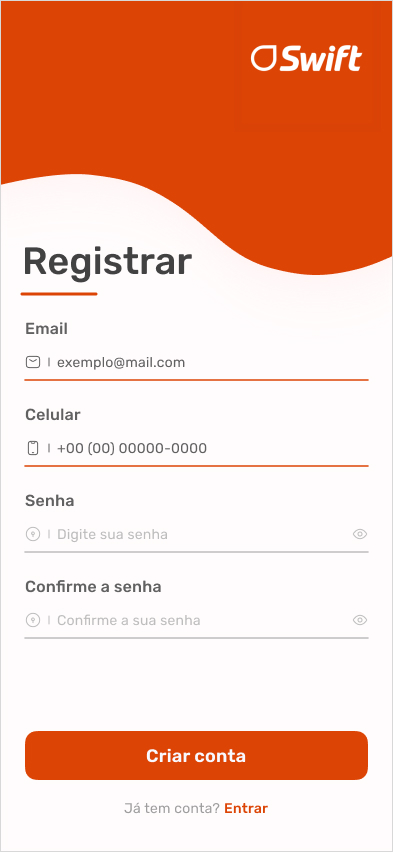 Swift
Registrar
Email
exemplo@mail.com
Celular
+00 (00) 00000-0000
Senha
Digite sua senha
Confirme a senha
Confirme a sua senha
Criar conta
Já tem conta? Entrar